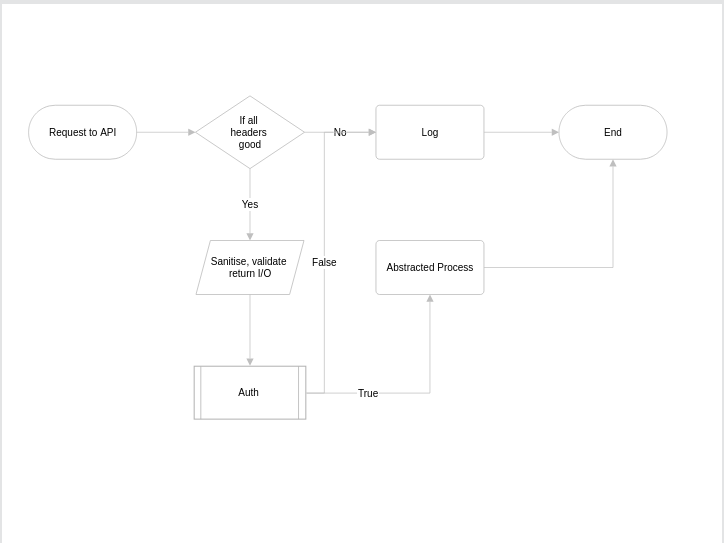 Request to API
If all
headers
good
No
Log
End
Yes
Sanitise, validate
return I/O
False
Abstracted Process
Auth
True